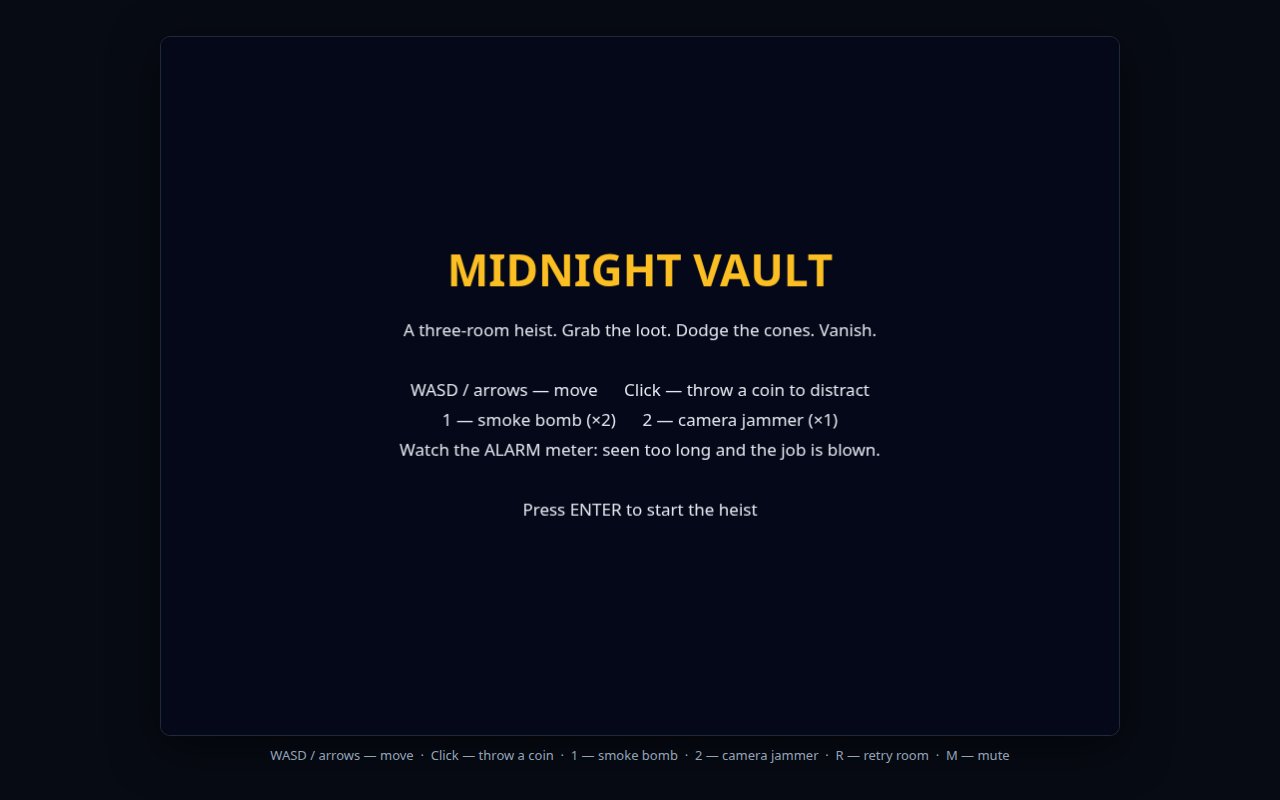 MIDNIGHT VAULT
A three-room heist. Grab the loot. Dodge the cones. Vanish.
WASD / arrows — move Click — throw a coin to distract
1 — smoke bomb (×2) 2 — camera jammer (×1)
Watch the ALARM meter: seen too long and the job is blown.
Press ENTER to start the heist
WASD / arrows — move · Click — throw a coin · 1 — smoke bomb · 2 — camera jammer · R — retry room · M — mute